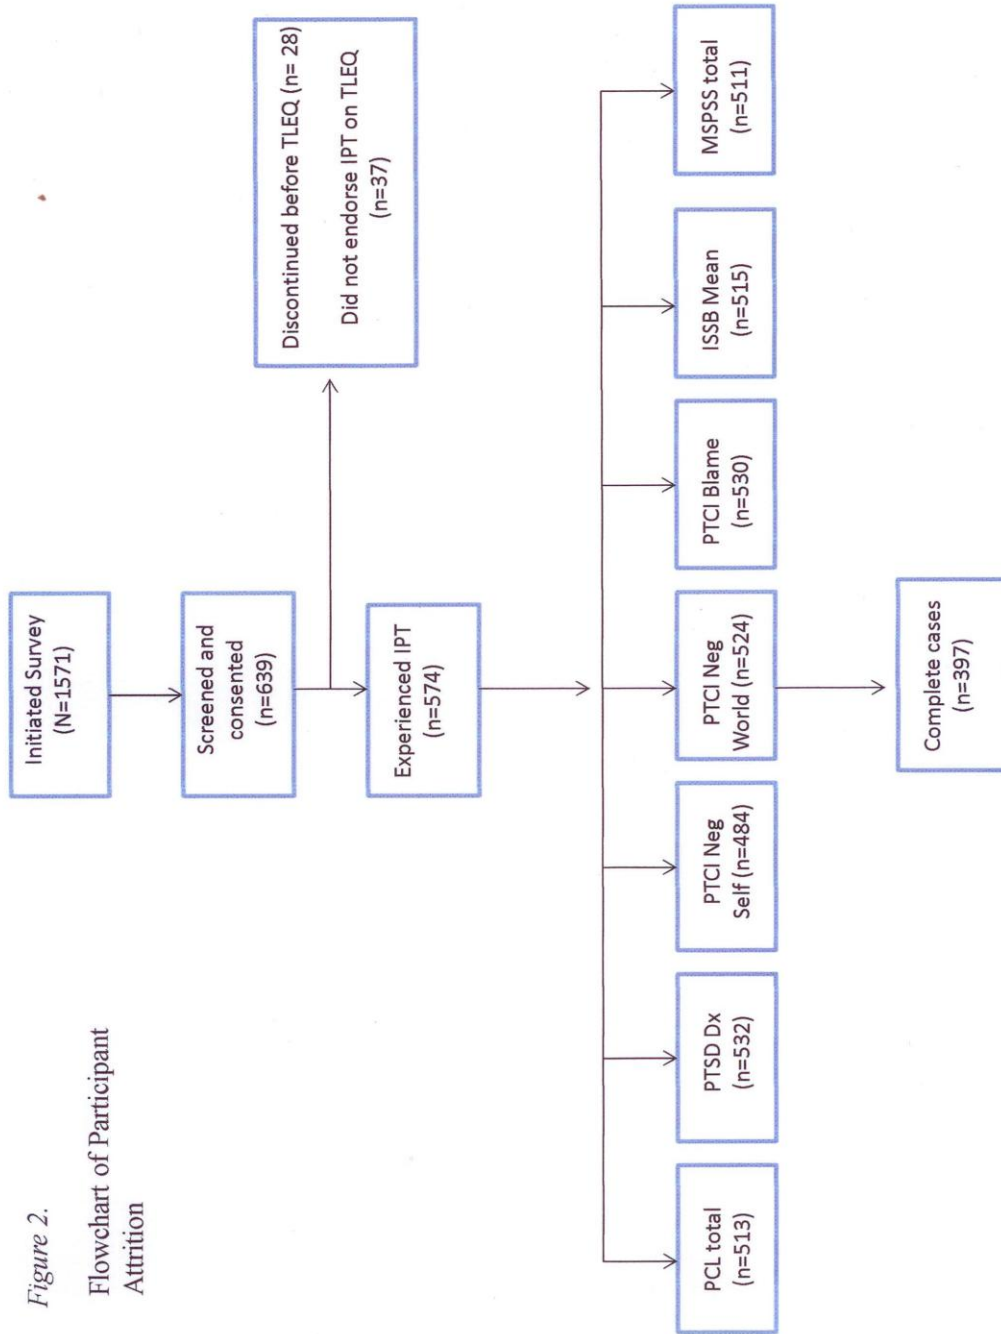 Figure 2.
Flowchart of Participant
Attrition
Initiated Survey
(N=1571)
Screened and
consented
(n=639)
Discontinued before TLEQ (n= 28)
Did not endorse IPT on TLEQ
(n=37)
Experienced IPT
(n=574)
PCL total
(n=513)
PTSD Dx
(n=532)
PTCI Neg
Self (n=484)
PTCI Neg
World (n=524)
PTCI Blame
(n=530)
ISSB Mean
(n=515)
MSPSS total
(n=511)
Complete cases
(n=397)